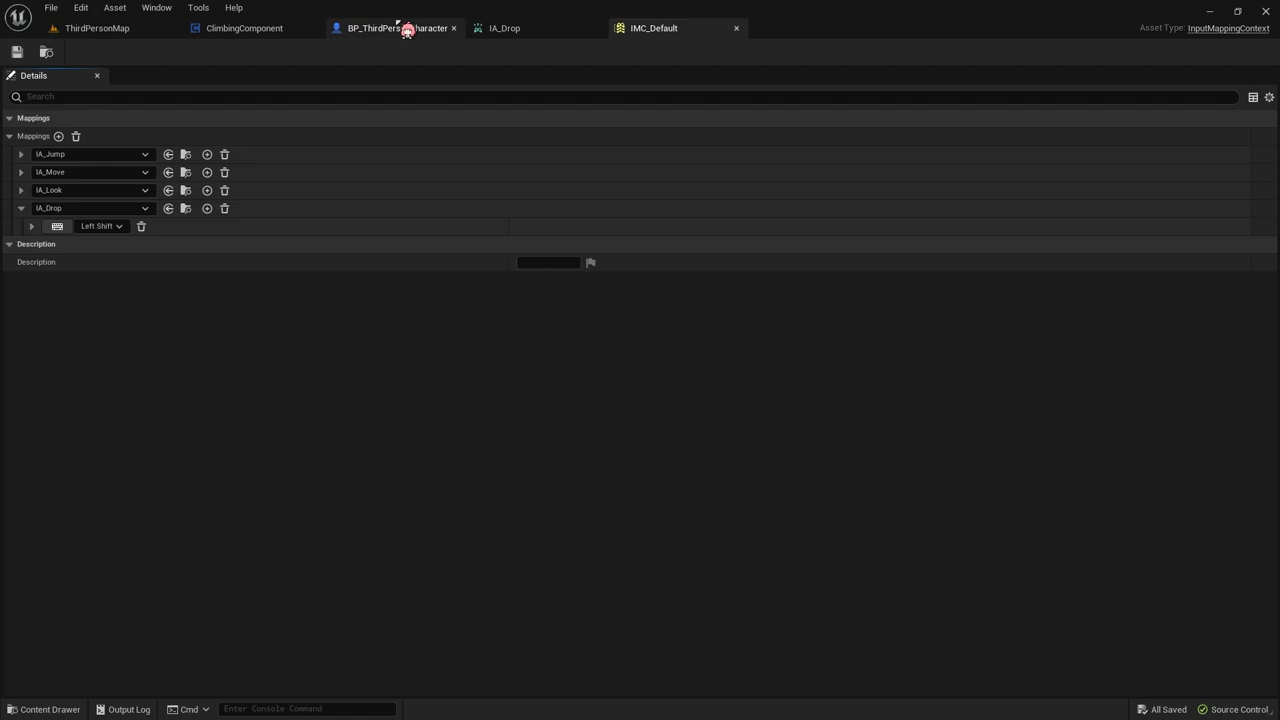 File Edit Asset Window Tools Help
ThirdPersonMap ClimbingComponent BP_ThirdPers haracter IA_Drop IMC_Default Asset Type: InputMappingContext
Details
Search
Mappings
Mappings
IA_Jump
IA_Move
IA_Look
IA_Drop
Left Shift
Description
Description
Content Drawer Output Log Cmd Enter Console Command All Saved Source Control